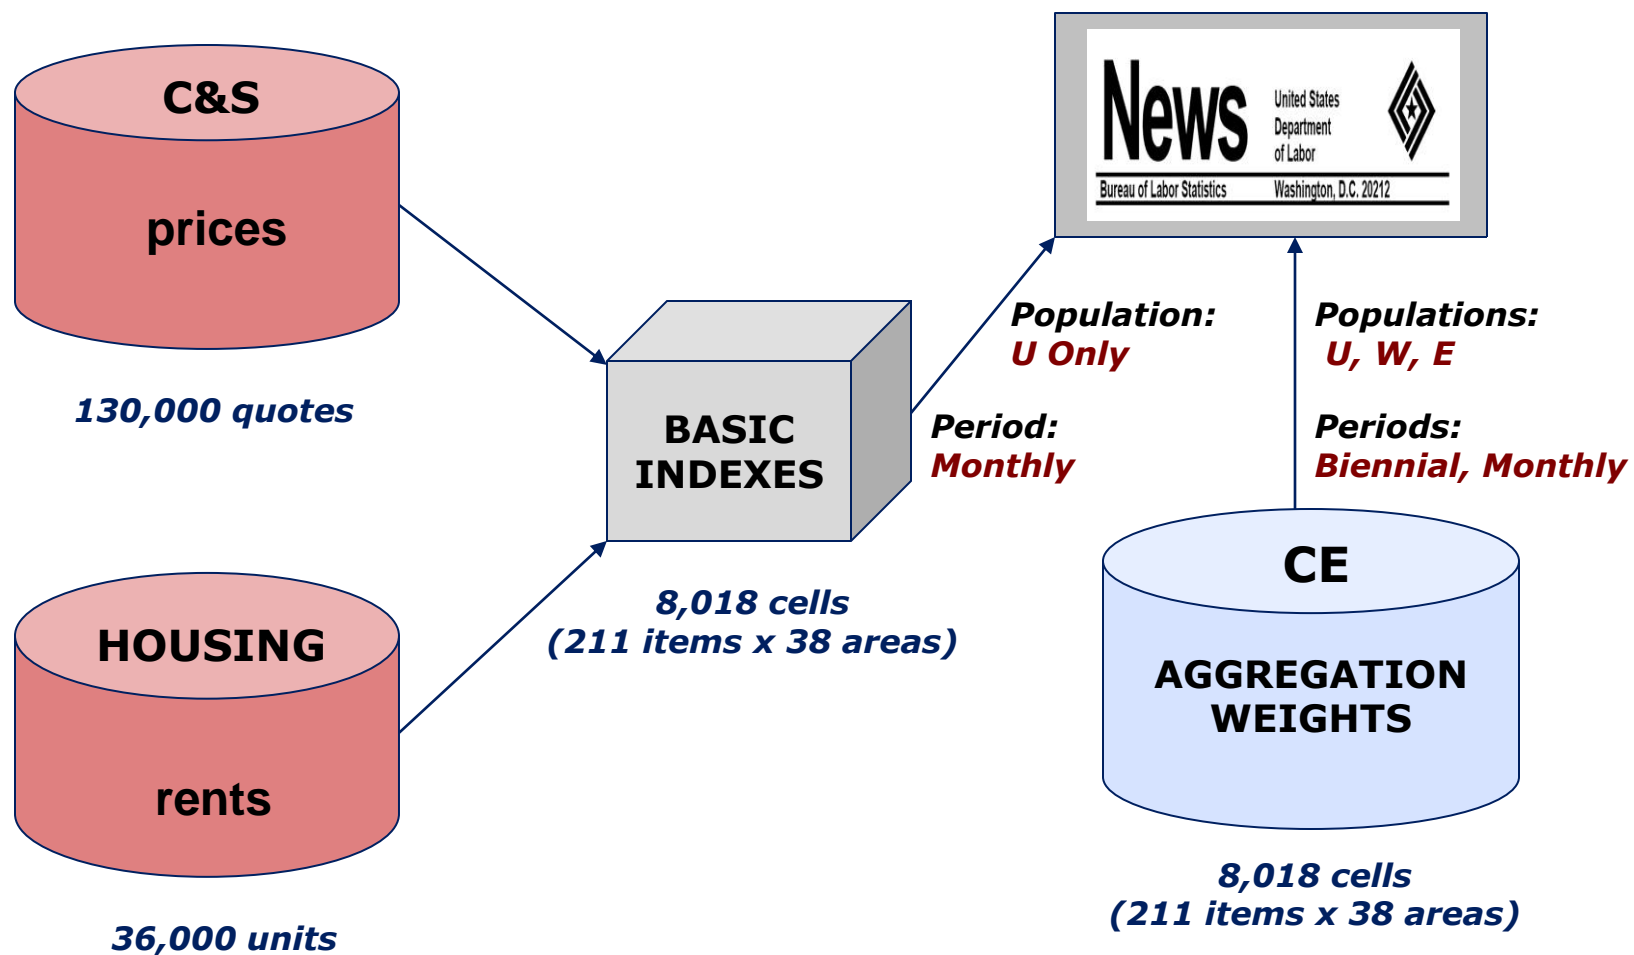 C&S
prices
130,000 quotes
HOUSING
rents
36,000 units
BASIC
INDEXES
8,018 cells
(211 items x 38 areas)
News
United States
Department
of Labor
Bureau of Labor Statistics
Washington, D.C. 20212
Population:
U Only
Period:
Monthly
Populations:
U, W, E
Periods:
Biennial, Monthly
CE
AGGREGATION
WEIGHTS
8,018 cells
(211 items x 38 areas)